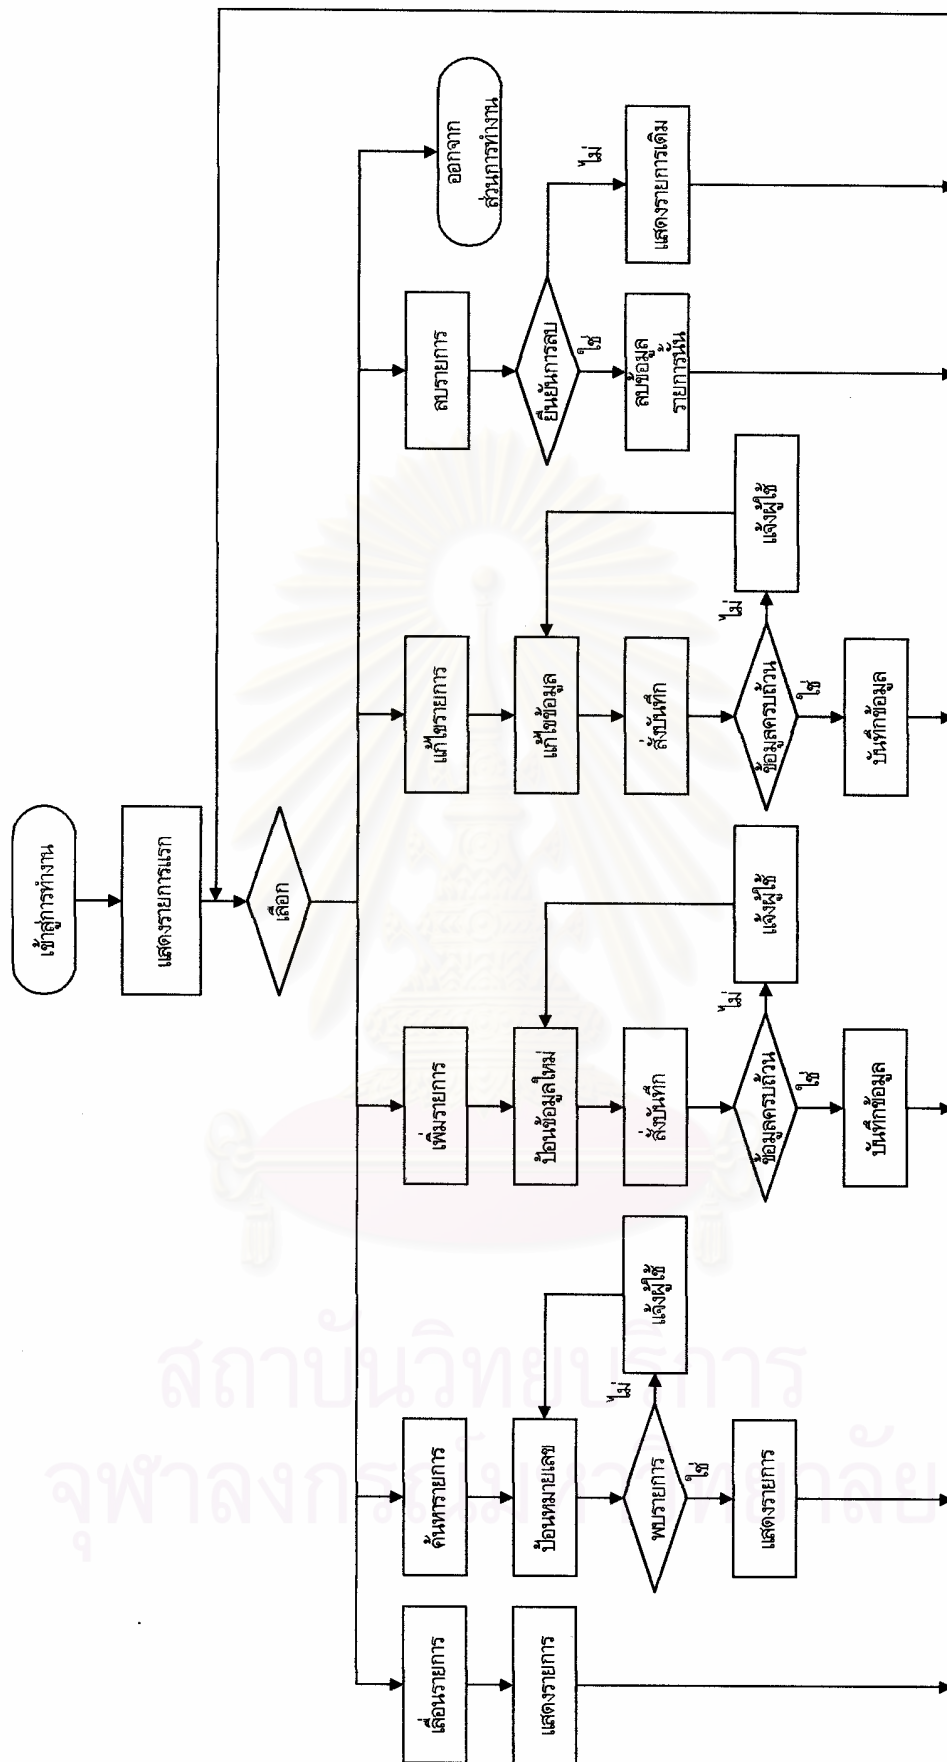 เข้าสู่การทำงาน
แสดงรายการแรก
เลือก
เลื่อนรายการ
แสดงรายการ
ค้นหารายการ
ป้อนหมายเลข
พบรายการ
ไม่
แจ้งผู้ใช้
ใช่
แสดงรายการ
เพิ่มรายการ
ป้อนข้อมูลใหม่
สั่งบันทึก
ข้อมูลครบถ้วน
ไม่
แจ้งผู้ใช้
ใช่
บันทึกข้อมูล
แก้ไขรายการ
แก้ไขข้อมูล
สั่งบันทึก
ข้อมูลครบถ้วน
ไม่
แจ้งผู้ใช้
ใช่
บันทึกข้อมูล
ลบรายการ
ยืนยันการลบ
ใช่
ลบข้อมูล
รายการนั้น
ไม่
แสดงรายการเดิม
ออกจาก
ส่วนการทำงาน
สถาบันวิทยบริการ
จุฬาลงกรณ์มหาวิทยาลัย